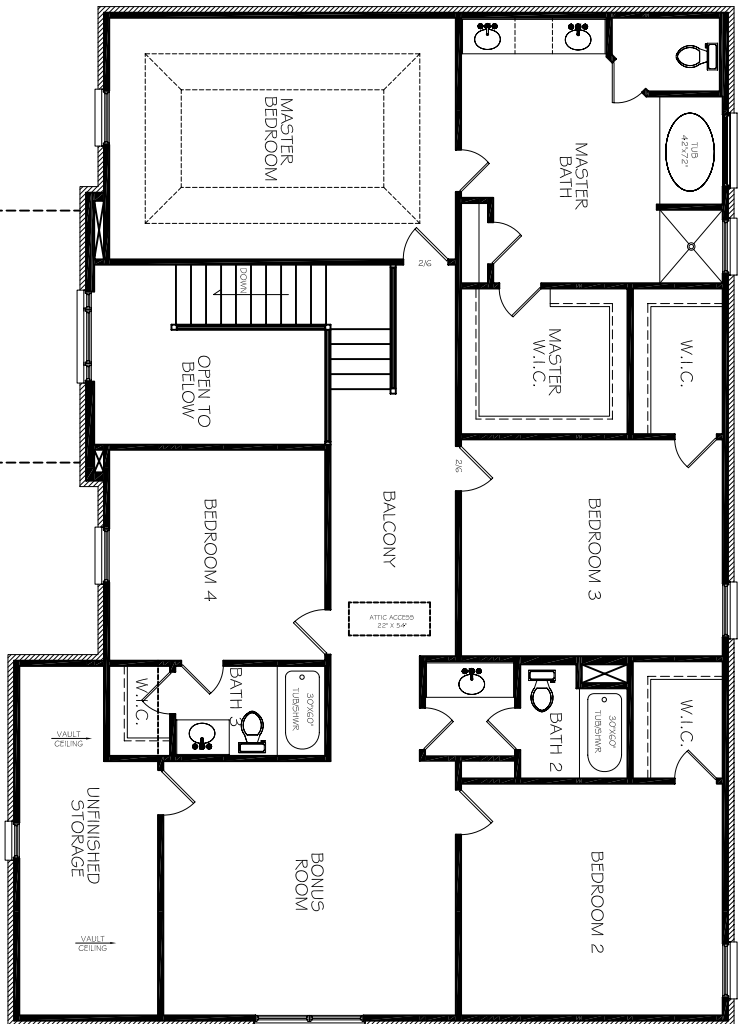 MASTER
BEDROOM
MASTER
BATH
TUB
42"x72"
2/6
DOWN
OPEN TO
BELOW
MASTER
W.I.C.
W.I.C.
BALCONY
2/6
BEDROOM 4
BEDROOM 3
ATTIC ACCESS
22" X 54"
W.I.C.
BATH 3
30"X60"
TUB/SHWR
BATH 2
30"X60"
TUB/SHWR
W.I.C.
VAULT
CEILING
UNFINISHED
STORAGE
BONUS
ROOM
BEDROOM 2
VAULT
CEILING